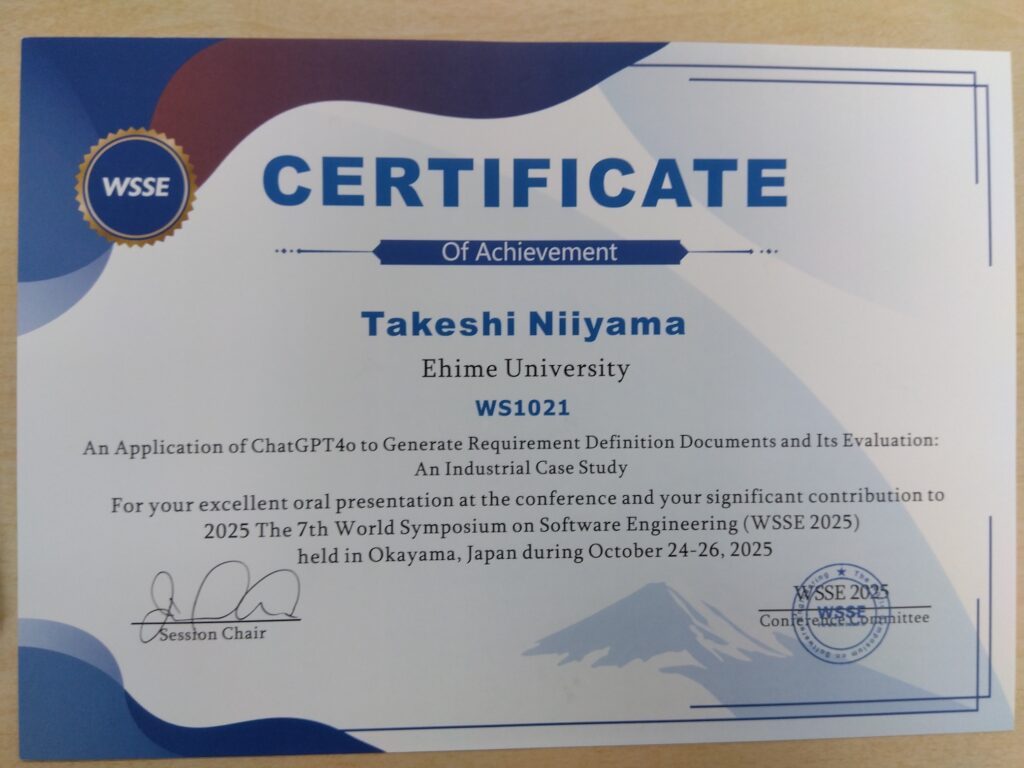 WSSE
CERTIFICATE
Of Achievement
Takeshi Niiyama
Ehime University
WS1021
An Application of ChatGPT4o to Generate Requirement Definition Documents and Its Evaluation:
An Industrial Case Study
For your excellent oral presentation at the conference and your significant contribution to
2025 The 7th World Symposium on Software Engineering (WSSE 2025)
held in Okayama, Japan during October 24-26, 2025
Session Chair
WSSE 2025
Conference Committee
WSSE